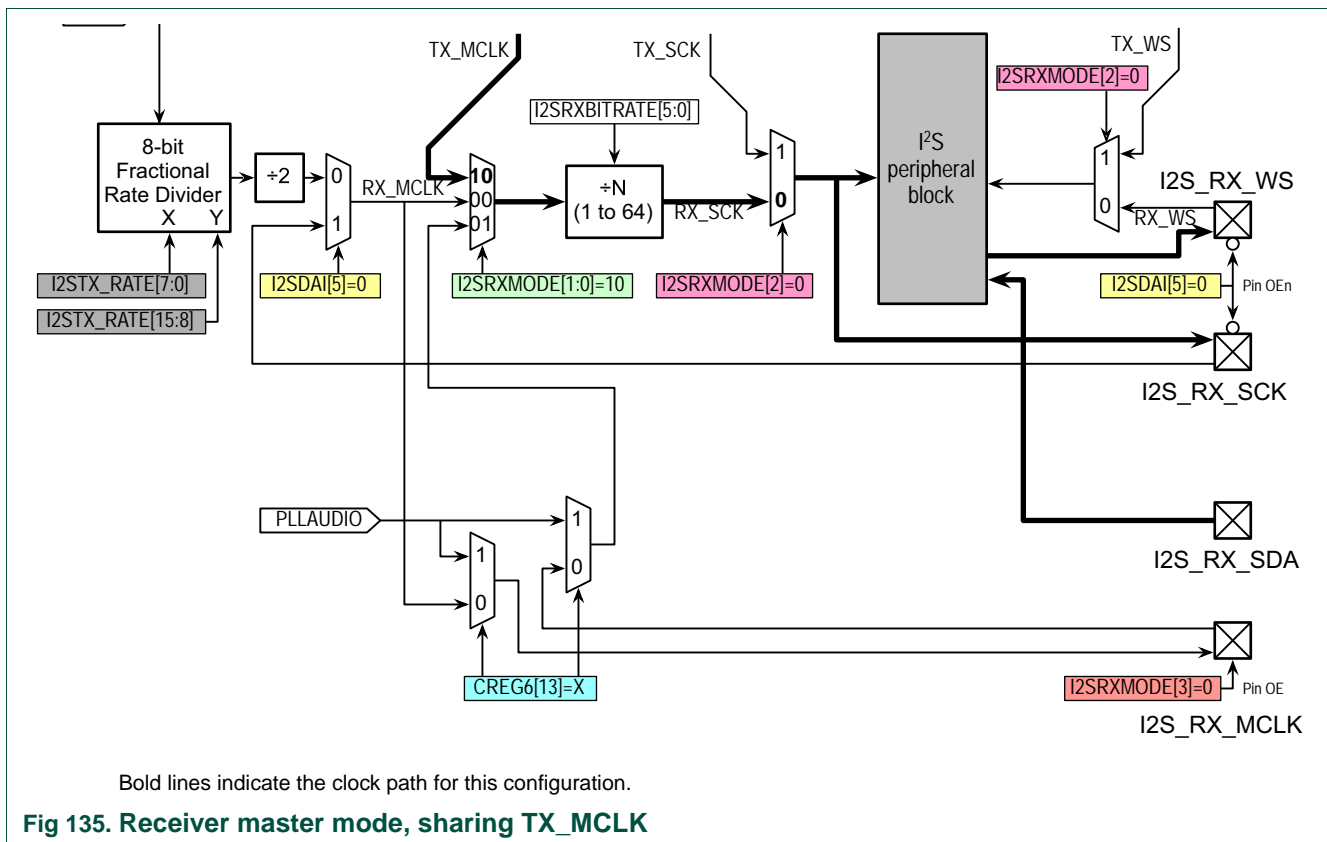 TX_MCLK
TX_SCK
TX_WS
I2SRXMODE[2]=0
I2SRXBITRATE[5:0]
8-bit
Fractional
Rate Divider
X Y
÷2
0
1
RX_MCLK
10
00
01
÷N
(1 to 64)
RX_SCK
1
0
I²S
peripheral
block
1
0
RX_WS
I2S_RX_WS
I2STX_RATE[7:0]
I2STX_RATE[15:8]
I2SDAI[5]=0
I2SRXMODE[1:0]=10
I2SRXMODE[2]=0
I2SDAI[5]=0
Pin OEn
I2S_RX_SCK
PLLAUDIO
1
0
1
0
I2S_RX_SDA
CREG6[13]=X
I2SRXMODE[3]=0
Pin OE
I2S_RX_MCLK
Bold lines indicate the clock path for this configuration.
Fig 135. Receiver master mode, sharing TX_MCLK